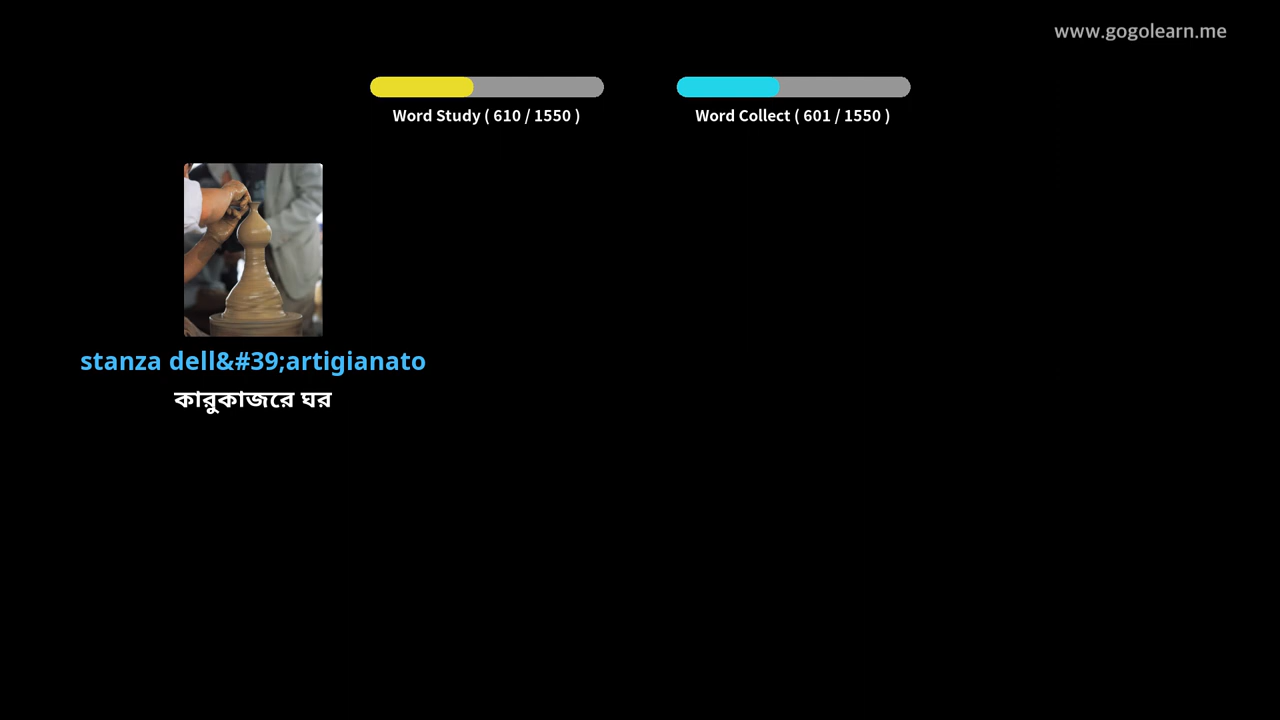 www.gogolearn.me
Word Study ( 610 / 1550 )
Word Collect ( 601 / 1550 )
stanza dell&#39;artigianato
কারুকাজরে ঘর